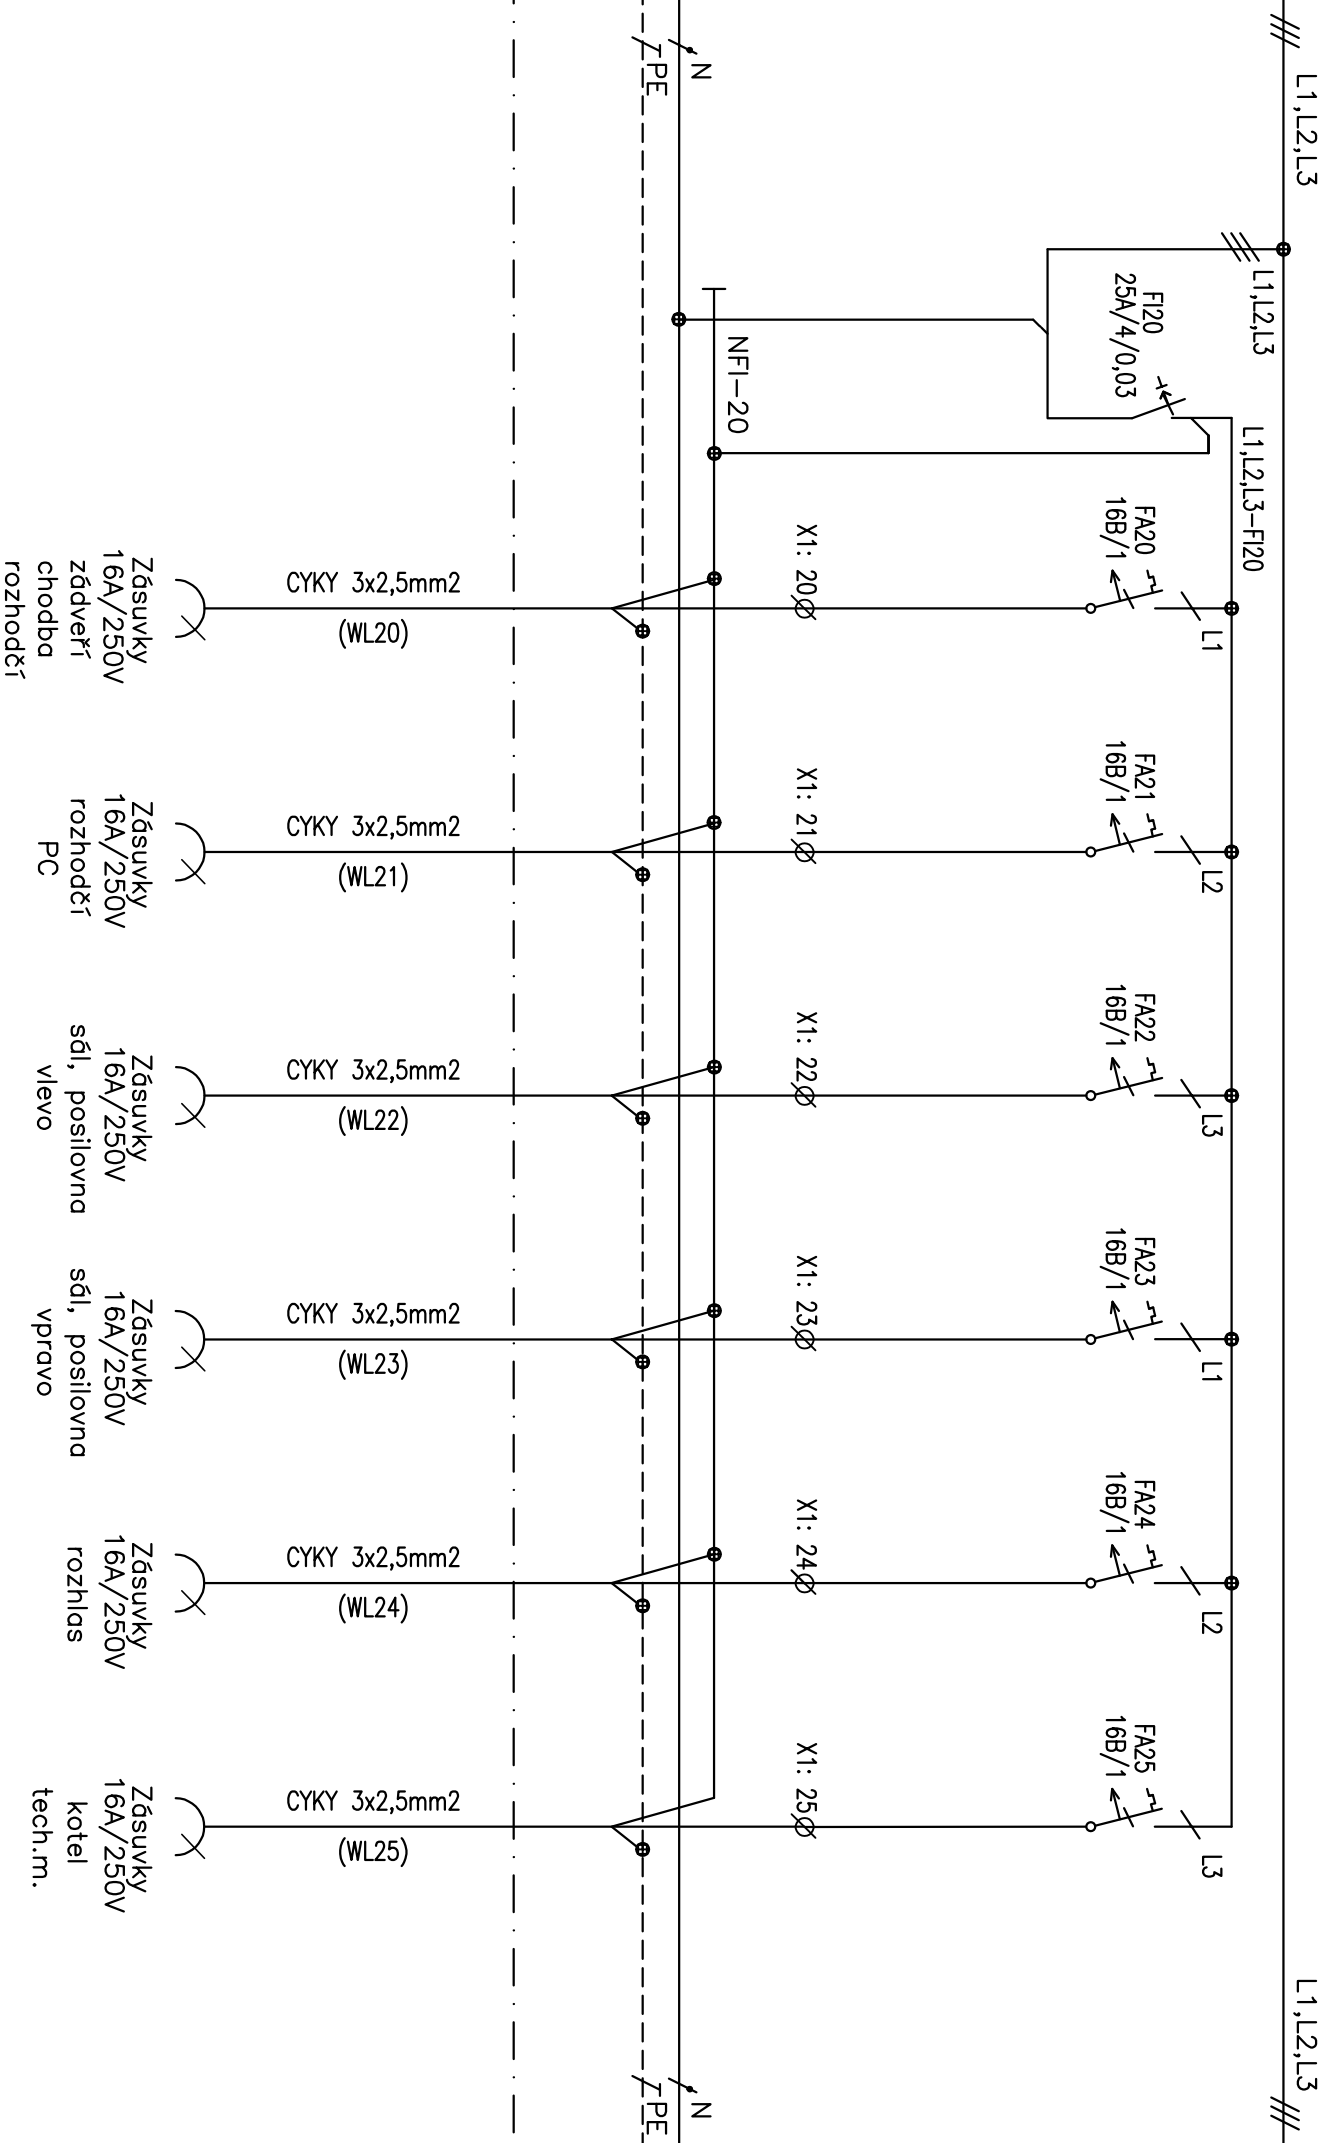 L1,L2,L3
L1,L2,L3
L1,L2,L3
FI20
25A/4/0,03
L1,L2,L3-FI20
NFI-20
N
PE
N
PE
FA20
16B/1
L1
X1: 20
CYKY 3x2,5mm2
(WL20)
Zásuvky
16A/250V
zádveří
chodba
rozhodčí
FA21
16B/1
L2
X1: 21
CYKY 3x2,5mm2
(WL21)
Zásuvky
16A/250V
rozhodčí
PC
FA22
16B/1
L3
X1: 22
CYKY 3x2,5mm2
(WL22)
Zásuvky
16A/250V
sál, posilovna
vlevo
FA23
16B/1
L1
X1: 23
CYKY 3x2,5mm2
(WL23)
Zásuvky
16A/250V
sál, posilovna
vpravo
FA24
16B/1
L2
X1: 24
CYKY 3x2,5mm2
(WL24)
Zásuvky
16A/250V
rozhlas
FA25
16B/1
L3
X1: 25
CYKY 3x2,5mm2
(WL25)
Zásuvky
16A/250V
kotel
tech.m.